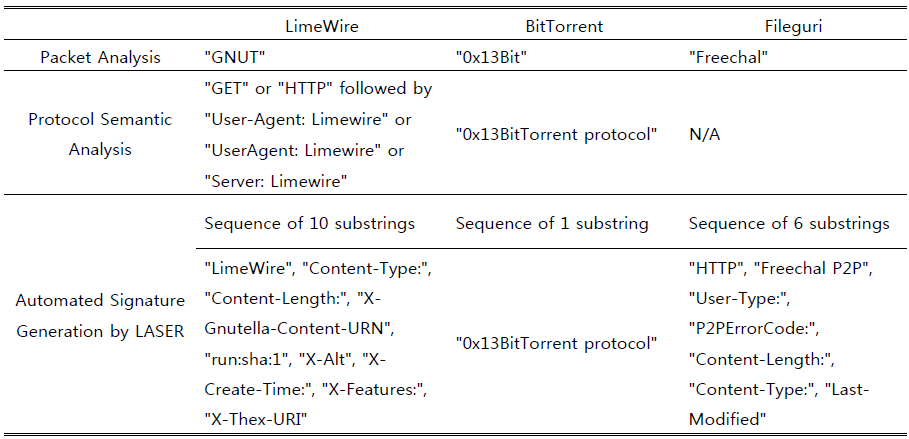 LimeWire BitTorrent Fileguri
Packet Analysis "GNUT" "0x13Bit" "Freechal"
Protocol Semantic
Analysis
"GET" or "HTTP" followed by
"User-Agent: Limewire" or
"UserAgent: Limewire" or
"Server: Limewire"
"0x13BitTorrent protocol"
N/A
Automated Signature
Generation by LASER
Sequence of 10 substrings
Sequence of 1 substring
Sequence of 6 substrings
"LimeWire", "Content-Type:",
"Content-Length:", "X-
Gnutella-Content-URN",
"run:sha:1", "X-Alt", "X-
Create-Time:", "X-Features:",
"X-Thex-URI"
"0x13BitTorrent protocol"
"HTTP", "Freechal P2P",
"User-Type:",
"P2PErrorCode:",
"Content-Length:",
"Content-Type:", "Last-
Modified"